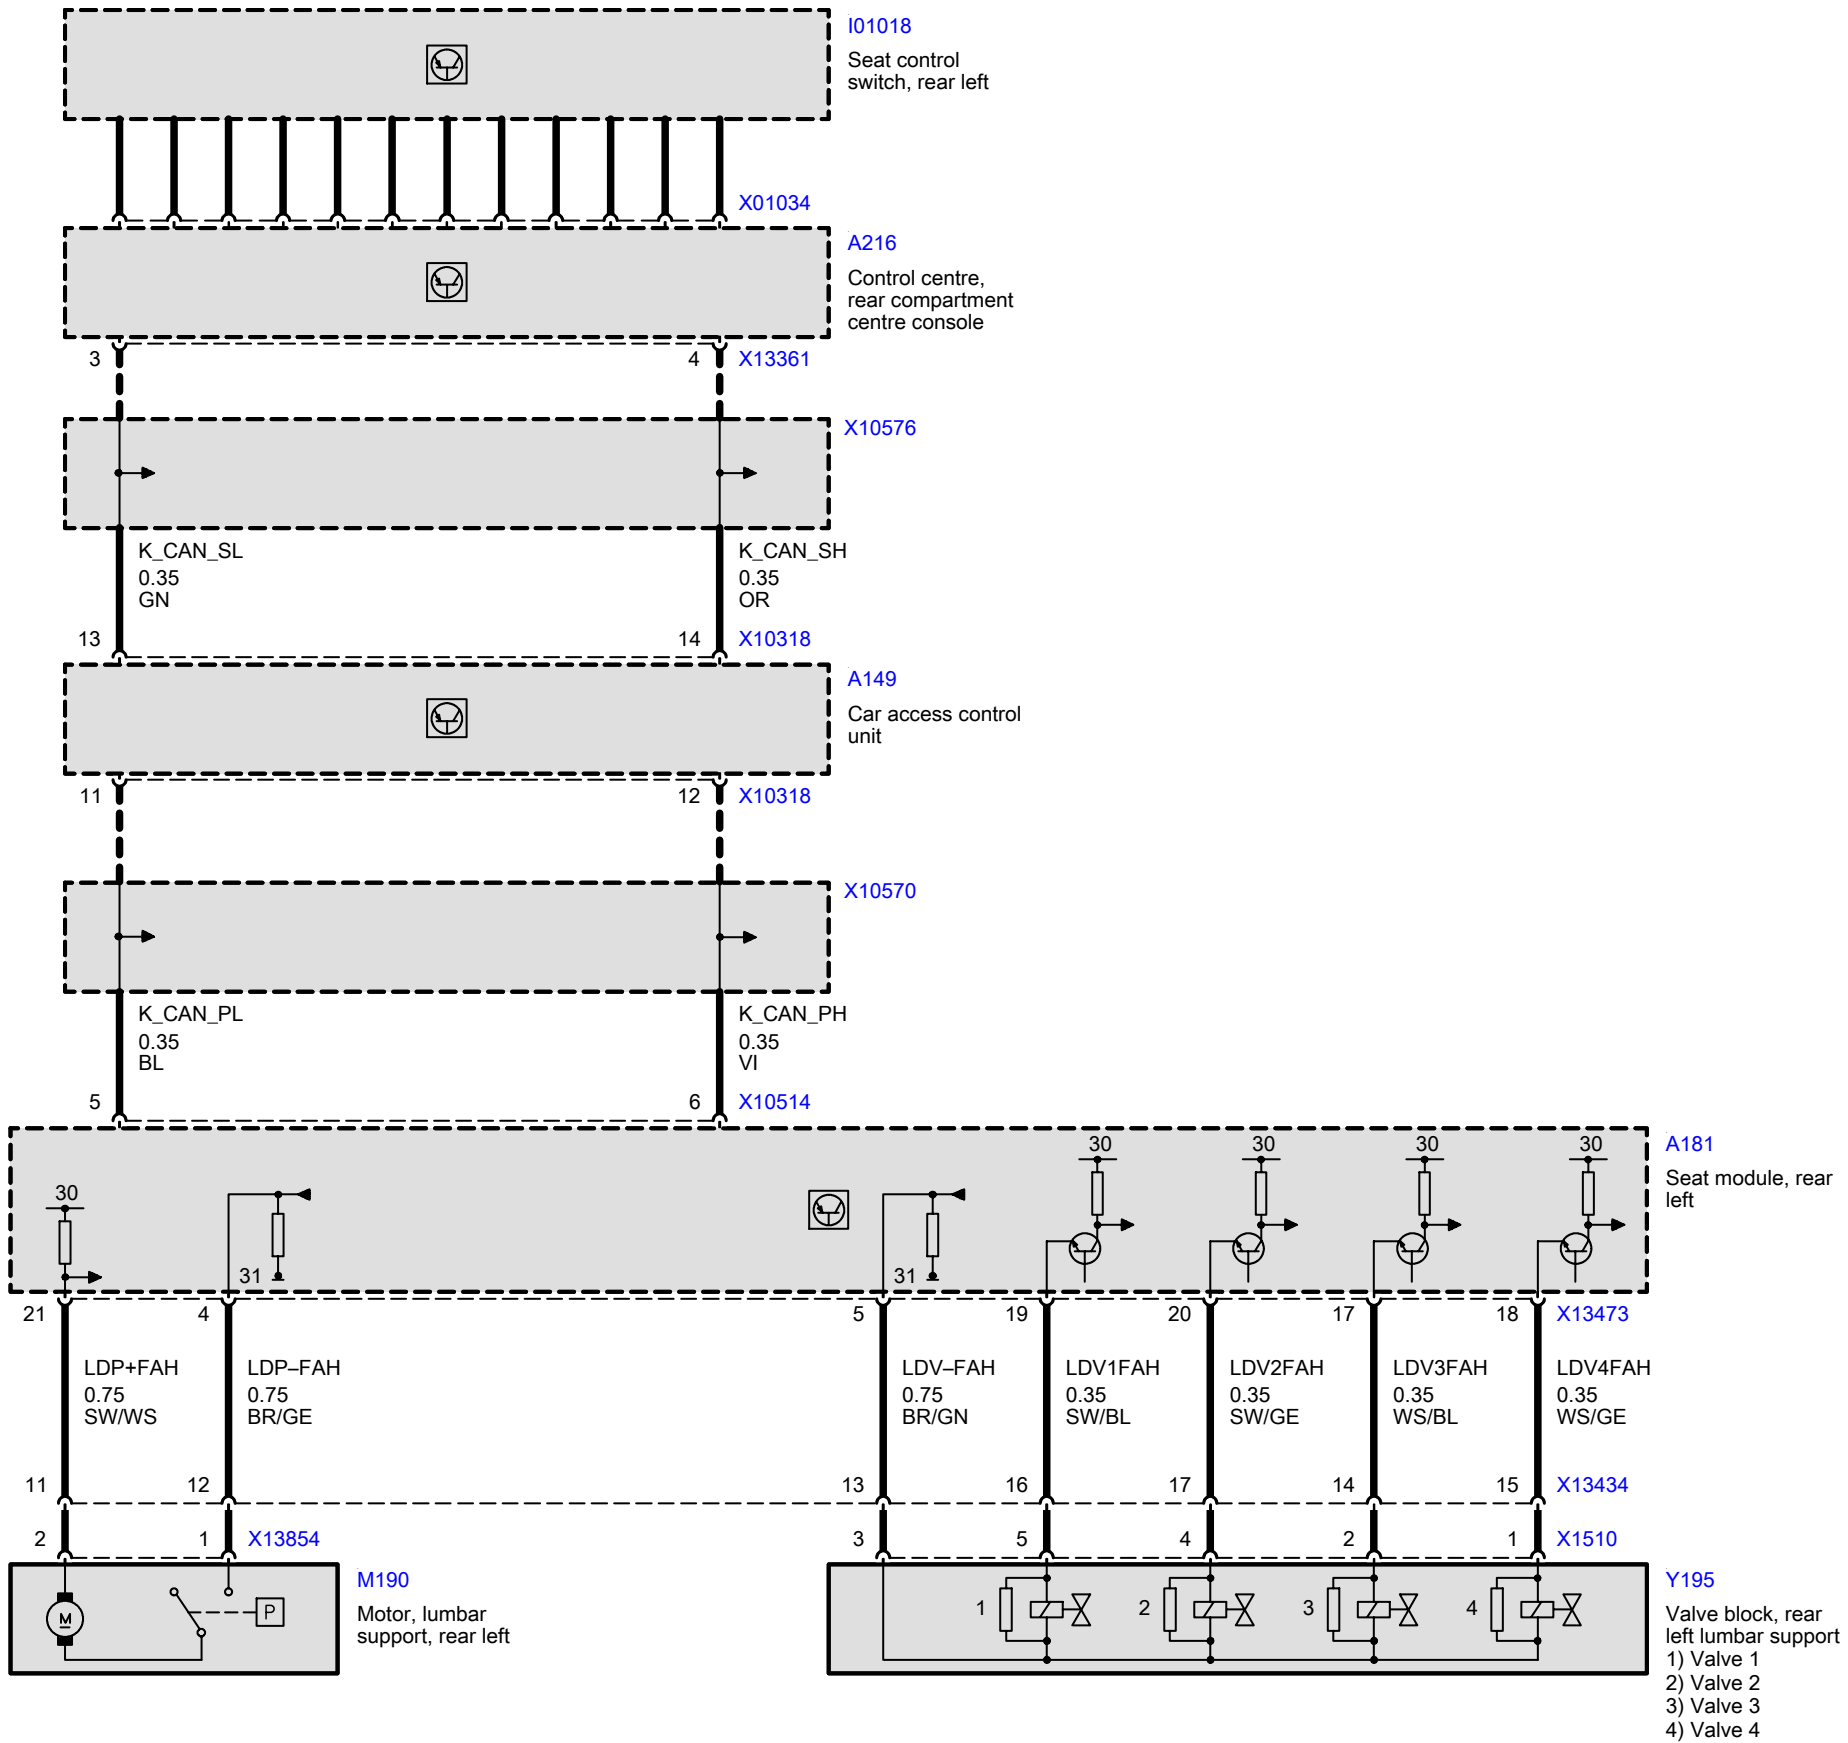 I01018
Seat control
switch, rear left
X01034
A216
Control centre,
rear compartment
centre console
3 4 X13361
X10576
K_CAN_SL K_CAN_SH
0.35 0.35
GN OR
13 14 X10318
A149
Car access control
unit
11 12 X10318
X10570
K_CAN_PL K_CAN_PH
0.35 0.35
BL VI
5 6 X10514
30 30 30 30 A181
Seat module, rear
left
30
31 31
21 4 5 19 20 17 18 X13473
LDP+FAH LDP–FAH LDV–FAH LDV1FAH LDV2FAH LDV3FAH LDV4FAH
0.75 0.75 0.75 0.35 0.35 0.35 0.35
SW/WS BR/GE BR/GN SW/BL SW/GE WS/BL WS/GE
11 12 13 16 17 14 15 X13434
2 1 X13854 3 5 4 2 1 X1510
M190 Y195
M P 1 2 3 4
Motor, lumbar
support, rear left
Valve block, rear
left lumbar support
1) Valve 1
2) Valve 2
3) Valve 3
4) Valve 4